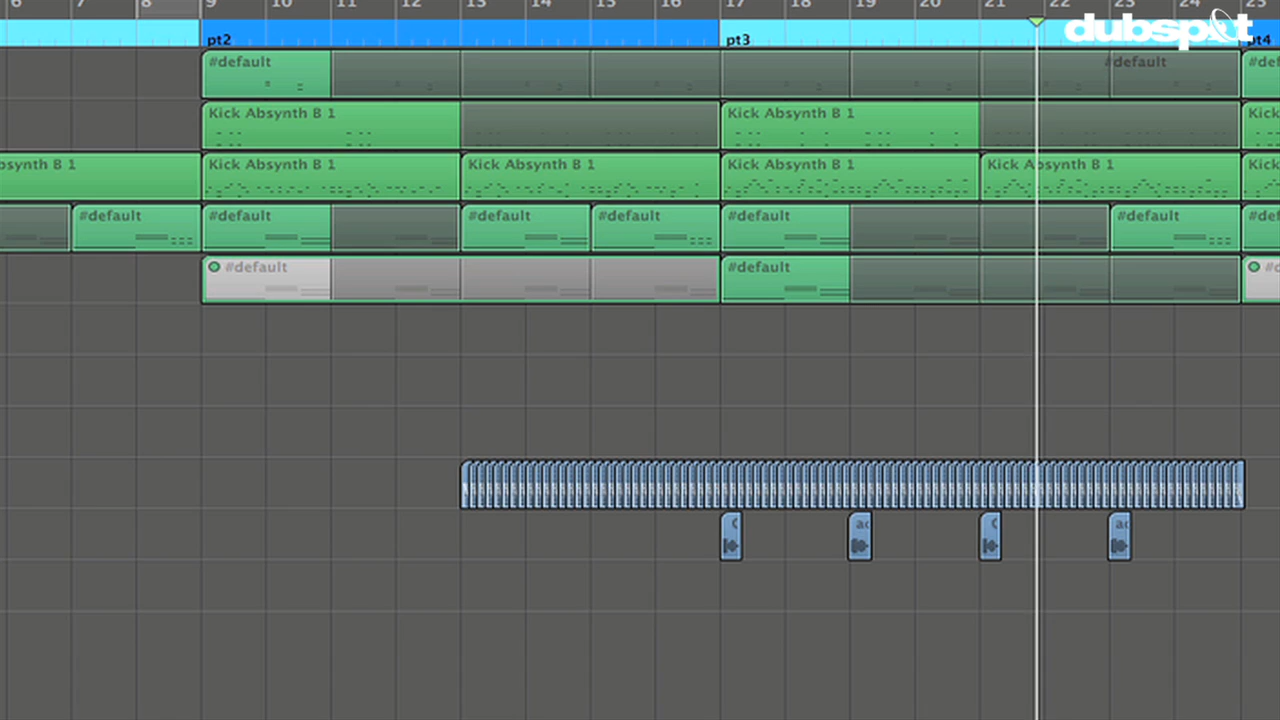 6 7 8 9 10 11 12 13 14 15 16 17 18 19 20 21 22 23 24 25
dubspot
pt2 pt3 pt4
#default #default
Kick Absynth B 1 Kick Absynth B 1 Kick
Kick Absynth B 1 Kick Absynth B 1 Kick Absynth B 1 Kick Absynth B 1 Kick
#default #default #default #default #default #default
#default #default